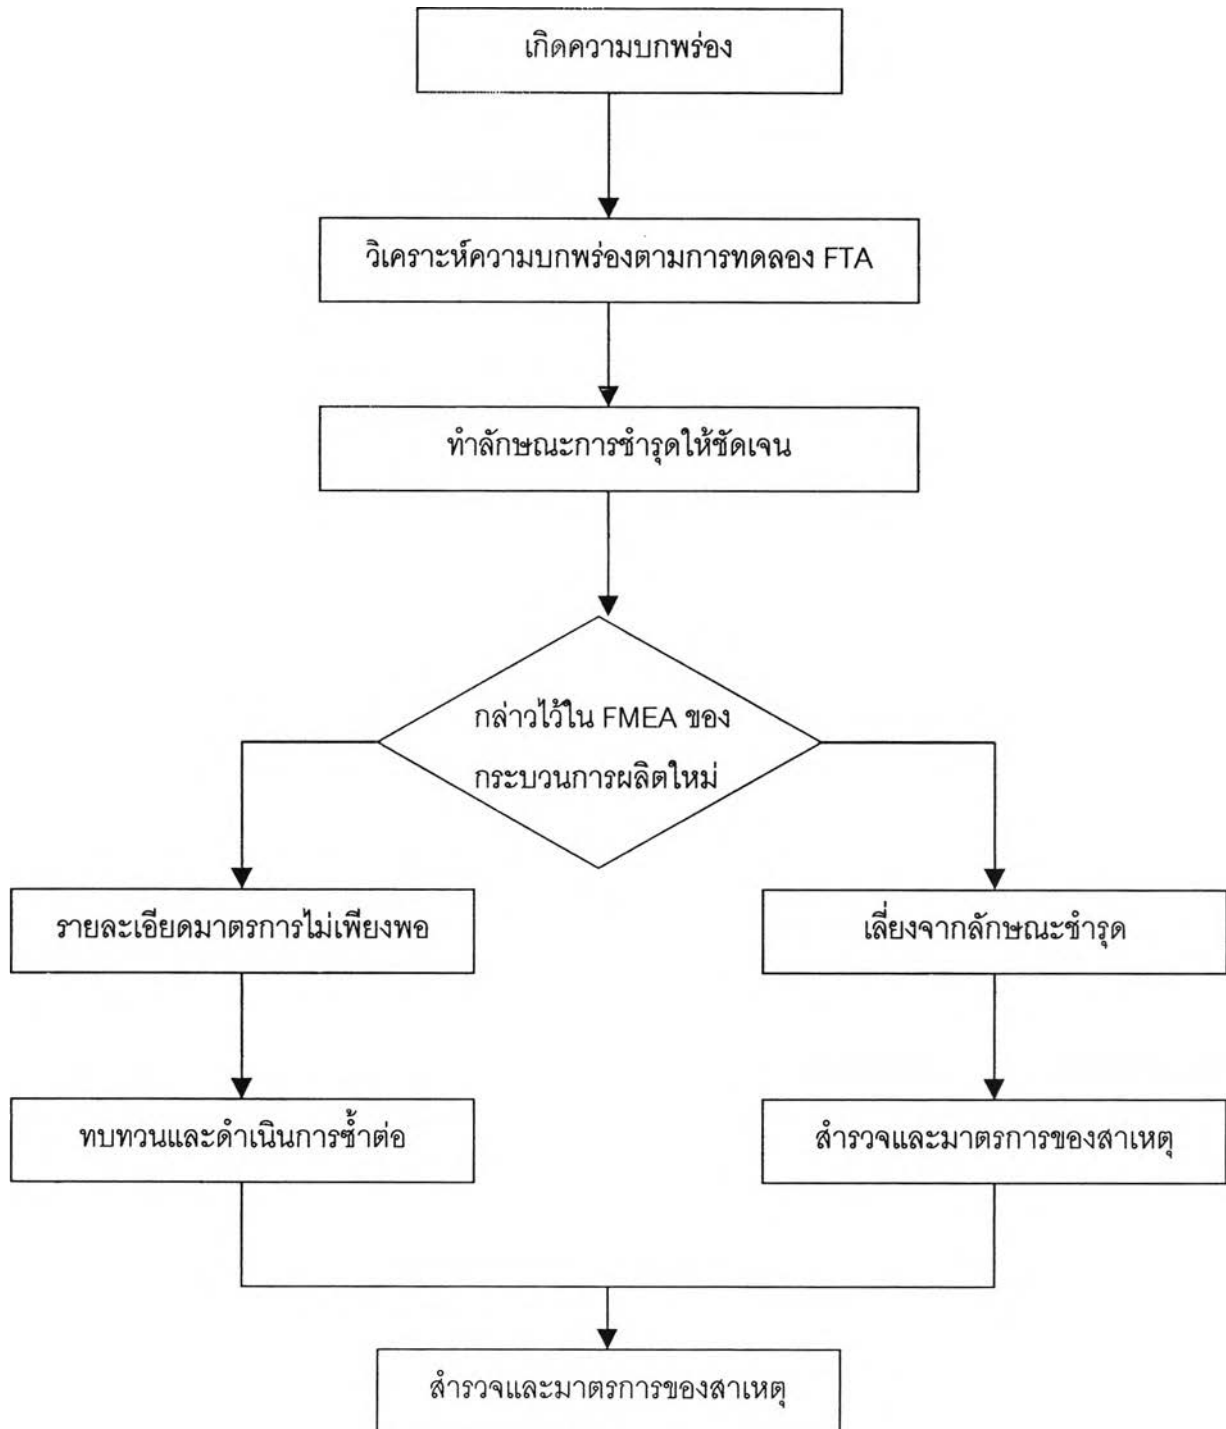 เกิดความบกพร่อง
วิเคราะห์ความบกพร่องตามการทดลอง FTA
ทำลักษณะการชำรุดให้ชัดเจน
กล่าวไว้ใน FMEA ของ
กระบวนการผลิตใหม่
รายละเอียดมาตรการไม่เพียงพอ
เลี่ยงจากลักษณะชำรุด
ทบทวนและดำเนินการซ้ำต่อ
สำรวจและมาตรการของสาเหตุ
สำรวจและมาตรการของสาเหตุ